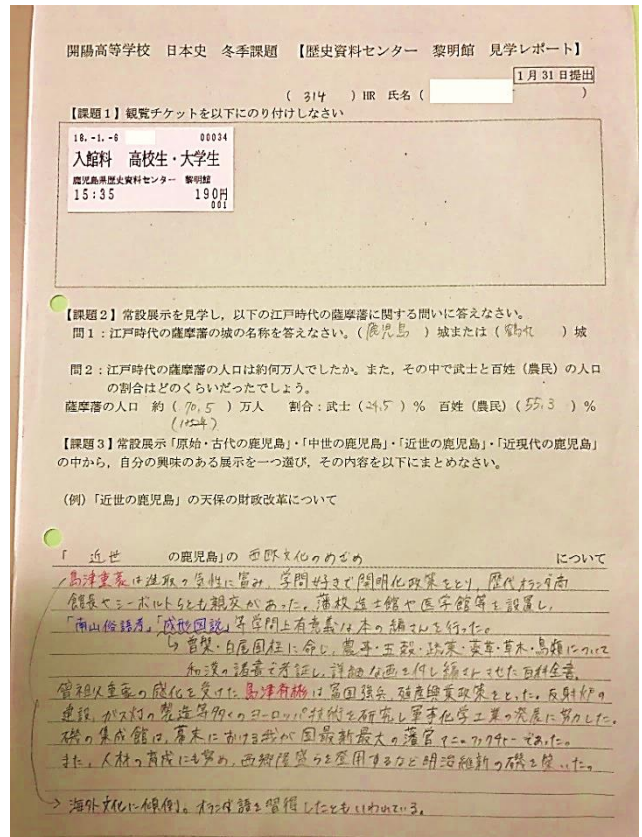 開陽高等学校 日本史 冬季課題 【歴史資料センター 黎明館 見学レポート】
1月31日提出
( 314 )HR 氏名( )
【課題1】観覧チケットを以下にのり付けしなさい
18.-1.-6 00034
入館料 高校生・大学生
鹿児島県歴史資料センター 黎明館
15:35 190円
001
【課題2】常設展示を見学し，以下の江戸時代の薩摩藩に関する問いに答えなさい。
問1：江戸時代の薩摩藩の城の名称を答えなさい。( 鹿児島 )城または( 鶴丸 )城
問2：江戸時代の薩摩藩の人口は約何万人でしたか。また，その中で武士と百姓（農民）の人口
の割合はどのくらいだったでしょう。
薩摩藩の人口 約( 70.5 )万人 割合：武士( 24.5 )% 百姓（農民）( 55.3 )%
【課題3】常設展示「原始・古代の鹿児島」・「中世の鹿児島」・「近世の鹿児島」・「近現代の鹿児島」
の中から，自分の興味のある展示を一つ選び，その内容を以下にまとめなさい。
（例）「近世の鹿児島」の天保の財政改革について
「 近世 の鹿児島」の 西欧文化のめざめ について
島津重豪は進取の気性に富み，学問好きで開明化政策をとり，歴代オランダ商
館長やシーボルトらとも親交があった。藩校造士館や医学館等を設置し，
「南山俗語考」「成形図説」等学問上有意義な本の編さんを行った。
↳ 曽槃・白尾国柱に命じ，農事・五穀・蔬菜・薬草・草木・鳥類について
和漢の諸書で考証し，詳細な画を付し編さんさせた百科全書。
曽祖父重豪の感化を受けた島津斉彬は富国強兵，殖産興業政策をとった。反射炉の
建設，ガス灯の製造等多くのヨーロッパ技術を研究し軍事化学工業の発展に努力した。
磯の集成館は，幕末における我が国最新最大の藩営マニュファクチャーであった。
また，人材の育成にも努め，西郷隆盛らを登用するなど明治維新の礎を築いた。
→ 海外文化に傾倒。オランダ語を習得したともいわれている。